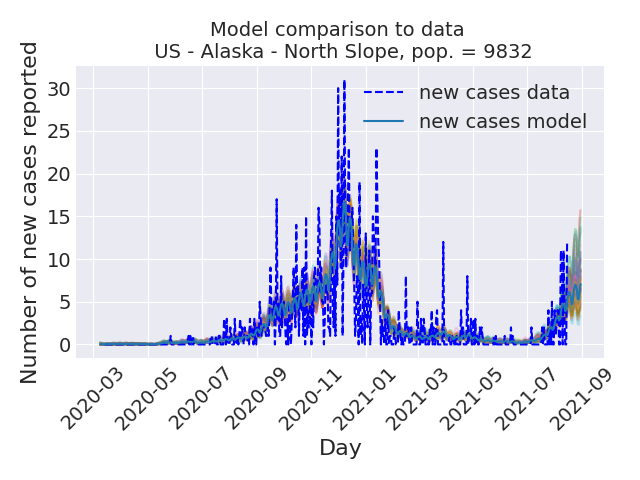 Model comparison to data
US - Alaska - North Slope, pop. = 9832
Number of new cases reported
30
25
20
15
10
5
0
new cases data
new cases model
2020-03
2020-05
2020-07
2020-09
2020-11
2021-01
2021-03
2021-05
2021-07
2021-09
Day